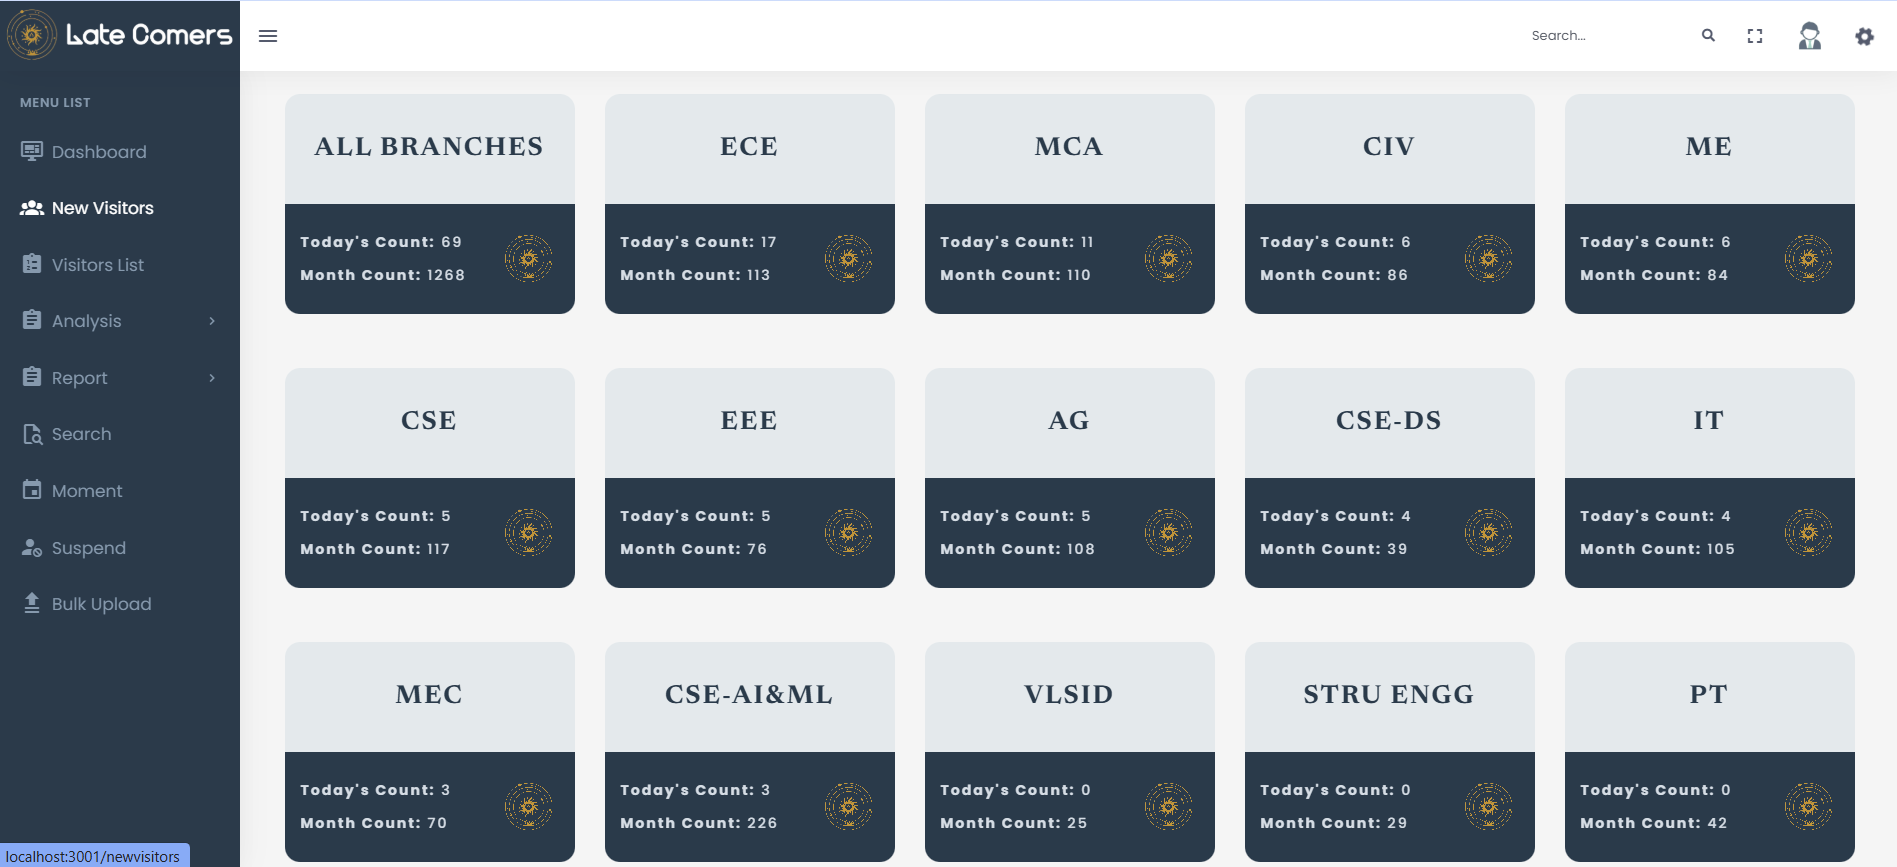 Late Comers
Search...
MENU LIST
Dashboard
New Visitors
Visitors List
Analysis
Report
Search
Moment
Suspend
Bulk Upload
ALL BRANCHES
Today's Count: 69
Month Count: 1268
ECE
Today's Count: 17
Month Count: 113
MCA
Today's Count: 11
Month Count: 110
CIV
Today's Count: 6
Month Count: 86
ME
Today's Count: 6
Month Count: 84
CSE
Today's Count: 5
Month Count: 117
EEE
Today's Count: 5
Month Count: 76
AG
Today's Count: 5
Month Count: 108
CSE-DS
Today's Count: 4
Month Count: 39
IT
Today's Count: 4
Month Count: 105
MEC
Today's Count: 3
Month Count: 70
CSE-AI&ML
Today's Count: 3
Month Count: 226
VLSID
Today's Count: 0
Month Count: 25
STRU ENGG
Today's Count: 0
Month Count: 29
PT
Today's Count: 0
Month Count: 42
localhost:3001/newvisitors